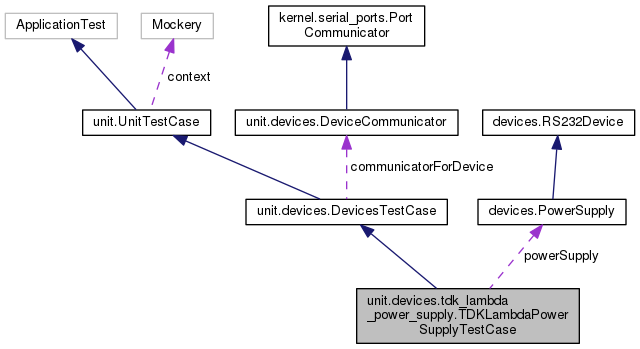 ApplicationTest
Mockery
kernel.serial_ports.Port
Communicator
context
unit.UnitTestCase
unit.devices.DeviceCommunicator
devices.RS232Device
communicatorForDevice
unit.devices.DevicesTestCase
devices.PowerSupply
powerSupply
unit.devices.tdk_lambda
_power_supply.TDKLambdaPower
SupplyTestCase